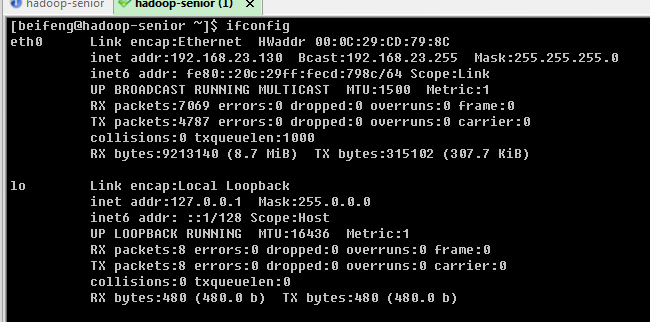 hadoop-senior hadoop-senior (1)
[beifeng@hadoop-senior ~]$ ifconfig
eth0 Link encap:Ethernet HWaddr 00:0C:29:CD:79:8C
inet addr:192.168.23.130 Bcast:192.168.23.255 Mask:255.255.255.0
inet6 addr: fe80::20c:29ff:fecd:798c/64 Scope:Link
UP BROADCAST RUNNING MULTICAST MTU:1500 Metric:1
RX packets:7069 errors:0 dropped:0 overruns:0 frame:0
TX packets:4787 errors:0 dropped:0 overruns:0 carrier:0
collisions:0 txqueuelen:1000
RX bytes:9213140 (8.7 MiB) TX bytes:315102 (307.7 KiB)
lo Link encap:Local Loopback
inet addr:127.0.0.1 Mask:255.0.0.0
inet6 addr: ::1/128 Scope:Host
UP LOOPBACK RUNNING MTU:16436 Metric:1
RX packets:8 errors:0 dropped:0 overruns:0 frame:0
TX packets:8 errors:0 dropped:0 overruns:0 carrier:0
collisions:0 txqueuelen:0
RX bytes:480 (480.0 b) TX bytes:480 (480.0 b)